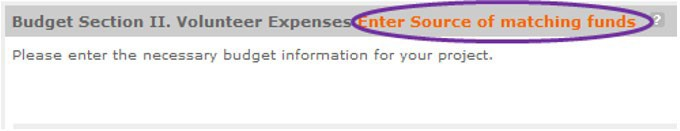 Budget Section II. Volunteer Expenses Enter Source of matching funds ?
Please enter the necessary budget information for your project.